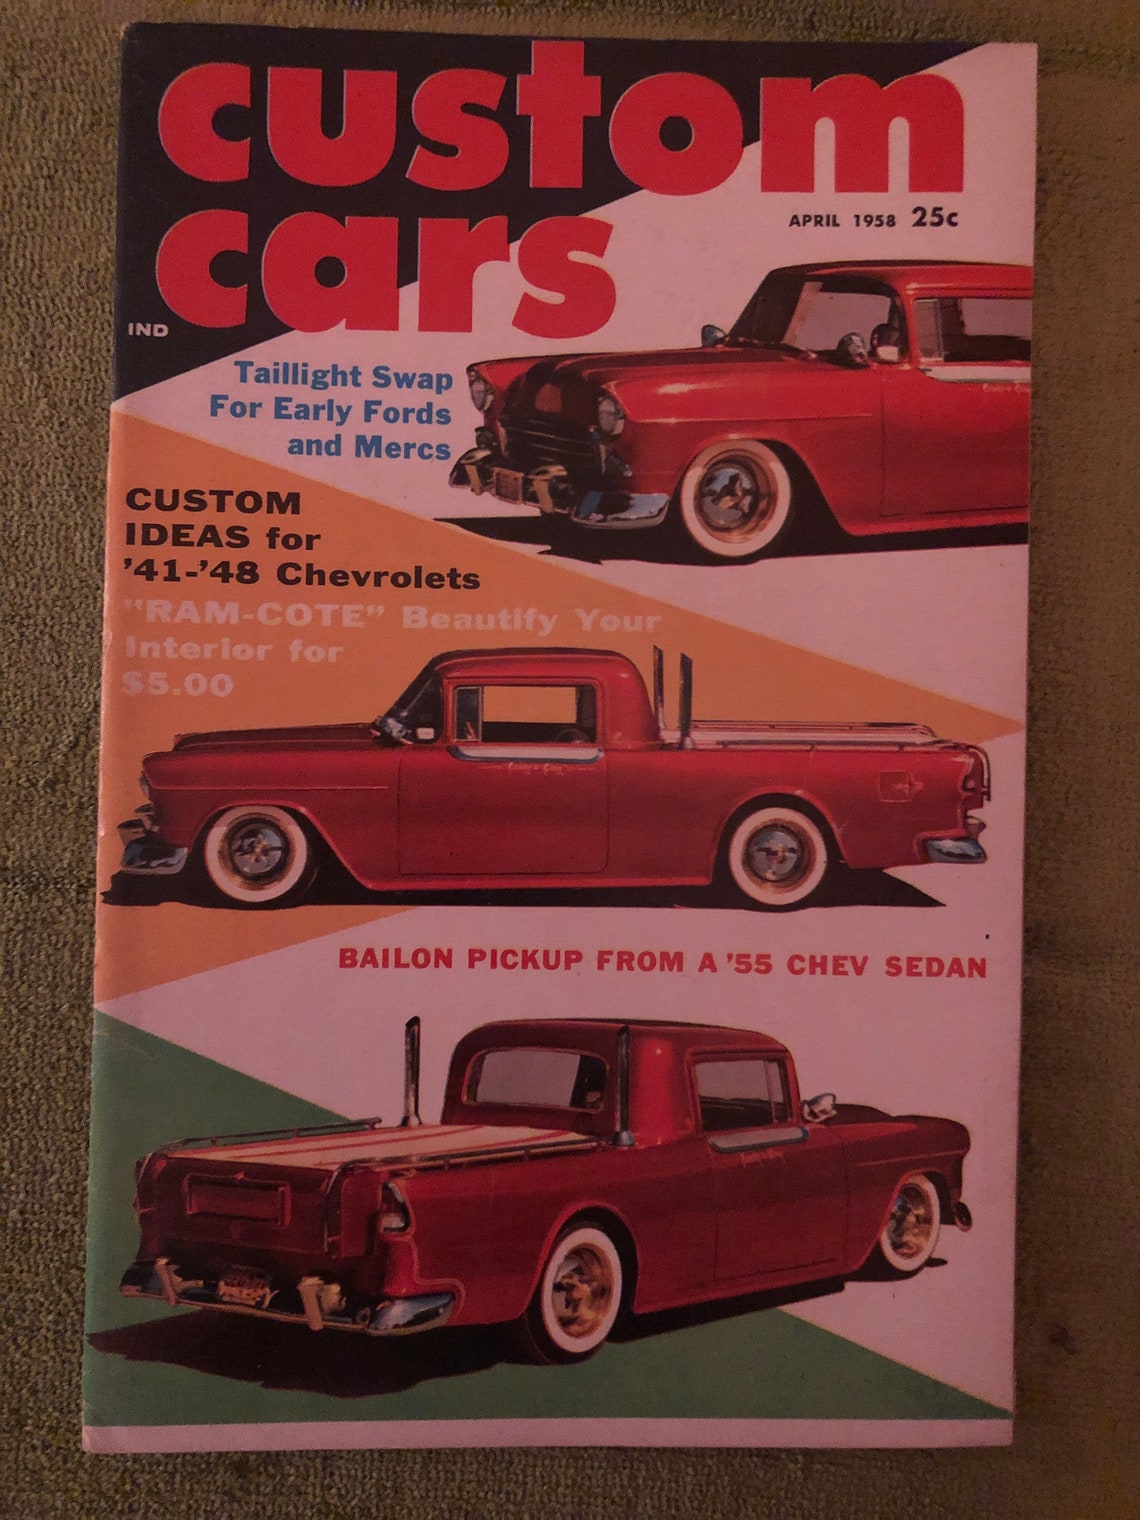 custom
cars
APRIL 1958 25c
IND
Taillight Swap
For Early Fords
and Mercs
CUSTOM
IDEAS for
'41-'48 Chevrolets
"RAM-COTE" Beautify Your
Interior for
$5.00
BAILON PICKUP FROM A '55 CHEV SEDAN